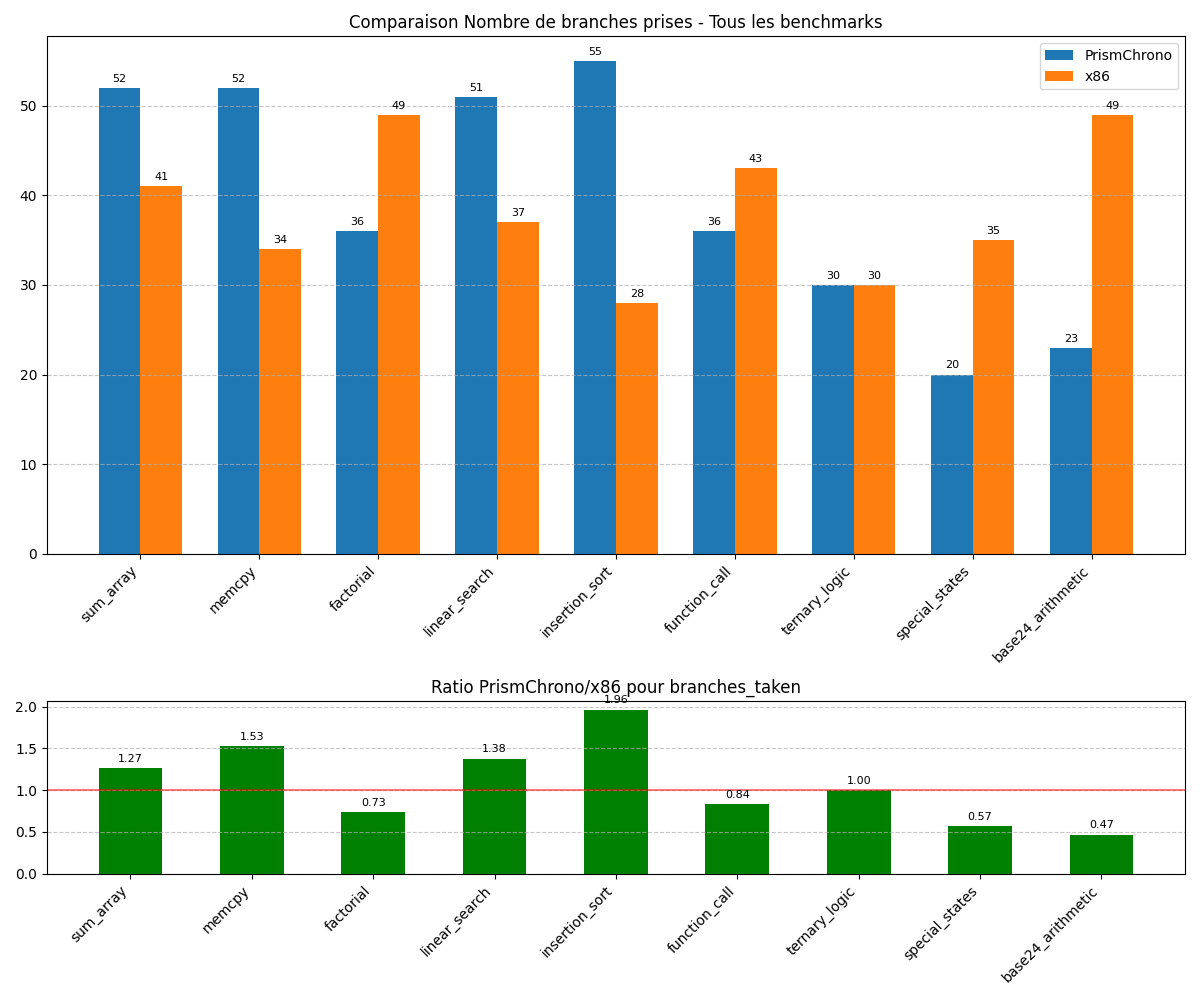 Comparaison Nombre de branches prises - Tous les benchmarks
PrismChrono
x86
50
40
30
20
10
0
52
41
52
34
36
49
51
37
55
28
36
43
30
30
20
35
23
49
sum_array
memcpy
factorial
linear_search
insertion_sort
function_call
ternary_logic
special_states
base24_arithmetic
Ratio PrismChrono/x86 pour branches_taken
2.0
1.5
1.0
0.5
0.0
1.27
1.53
0.73
1.38
1.96
0.84
1.00
0.57
0.47
sum_array
memcpy
factorial
linear_search
insertion_sort
function_call
ternary_logic
special_states
base24_arithmetic